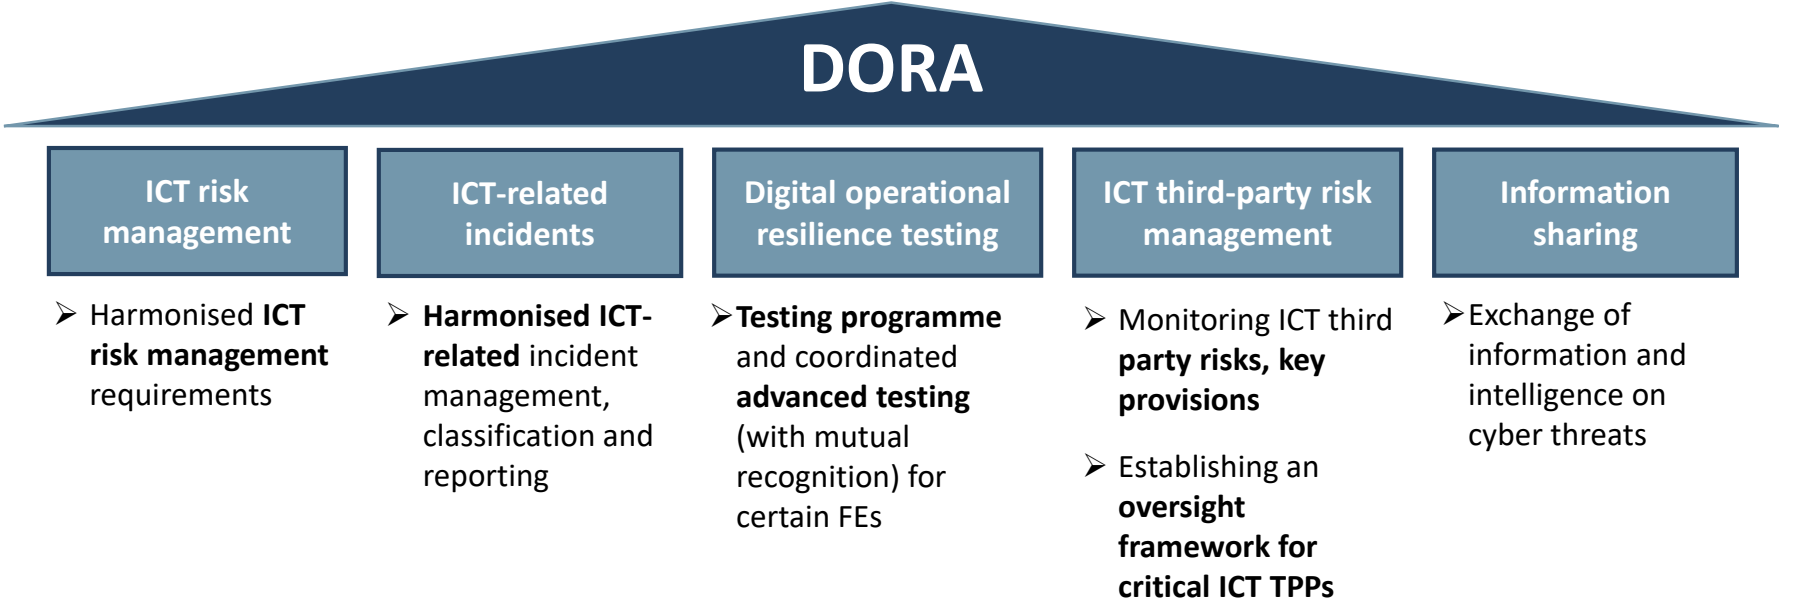 DORA
ICT risk
management
ICT-related
incidents
Digital operational
resilience testing
ICT third-party risk
management
Information
sharing
➢ Harmonised ICT
risk management
requirements
➢ Harmonised ICT-
related incident
management,
classification and
reporting
➢ Testing programme
and coordinated
advanced testing
(with mutual
recognition) for
certain FEs
➢ Monitoring ICT third
party risks, key
provisions
➢ Establishing an
oversight
framework for
critical ICT TPPs
➢ Exchange of
information and
intelligence on
cyber threats